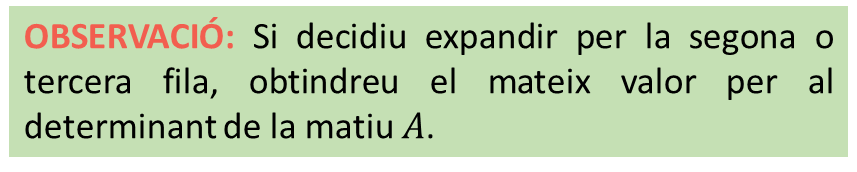 OBSERVACIÓ: Si decidiu expandir per la segona o
tercera fila, obtindreu el mateix valor per al
determinant de la matiu A.